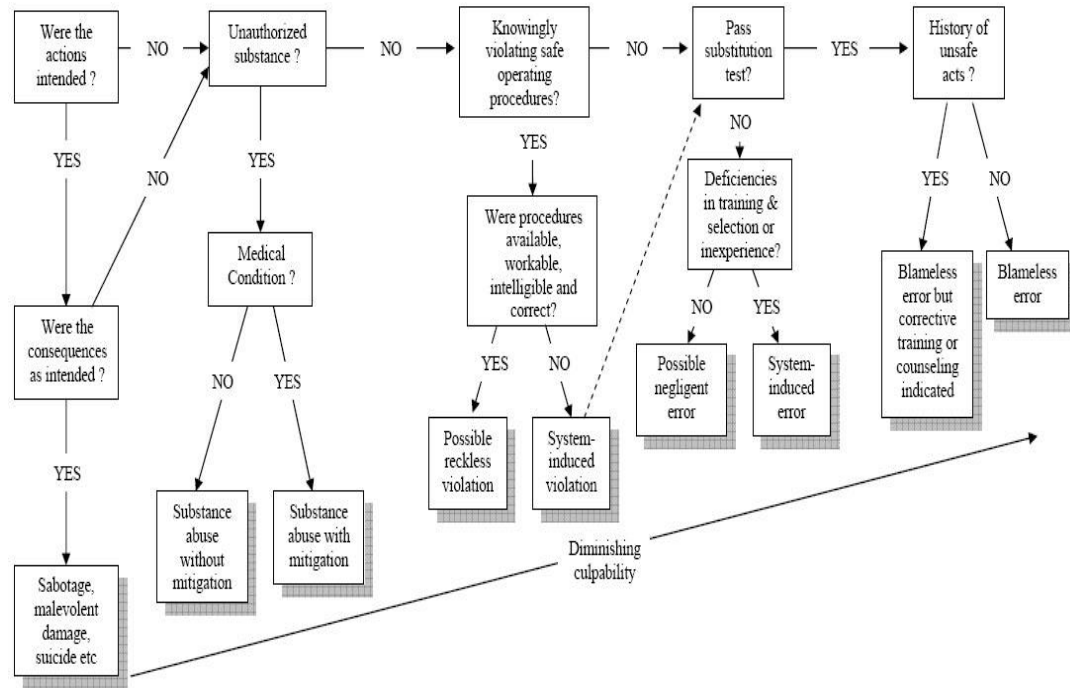 Were the
actions
intended ?
NO
Unauthorized
substance ?
NO
Knowingly
violating safe
operating
procedures?
NO
Pass
substitution
test?
YES
History of
unsafe
acts ?
YES
NO
YES
YES
NO
YES
NO
Medical
Condition ?
Were procedures
available,
workable,
intelligible and
correct?
Deficiencies
in training &
selection or
inexperience?
Blameless
error but
corrective
training or
counseling
indicated
Blameless
error
Were the
consequences
as intended ?
NO
YES
YES
NO
NO
YES
Possible
negligent
error
System-
induced
error
YES
Possible
reckless
violation
System-
induced
violation
Substance
abuse
without
mitigation
Substance
abuse with
mitigation
Diminishing
culpability
Sabotage,
malevolent
damage,
suicide etc